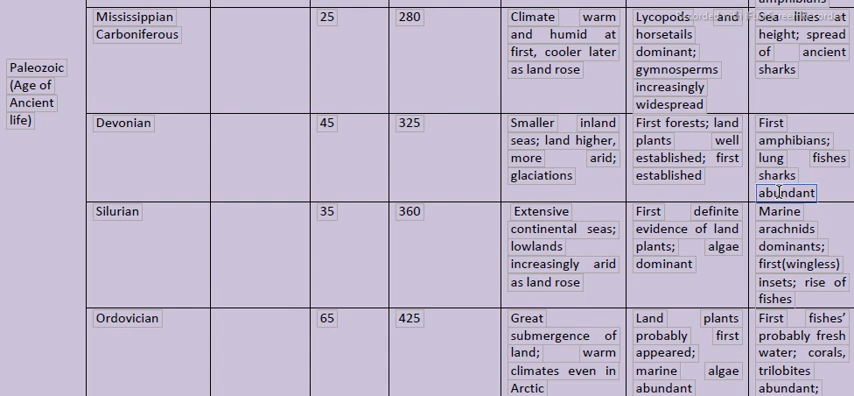 amphibians
Mississippian
Carboniferous
25
280
Climate warm
and humid at
first, cooler later
as land rose
Lycopods and
horsetails
dominant;
gymnosperms
increasingly
widespread
Sea lilies at
height; spread
of ancient
sharks
Paleozoic
(Age of
Ancient
life)
Devonian
45
325
Smaller inland
seas; land higher,
more arid;
glaciations
First forests; land
plants well
established; first
established
First
amphibians;
lung fishes
sharks
abundant
Silurian
35
360
Extensive
continental seas;
lowlands
increasingly arid
as land rose
First definite
evidence of land
plants; algae
dominant
Marine
arachnids
dominants;
first(wingless)
insets; rise of
fishes
Ordovician
65
425
Great
submergence of
land; warm
climates even in
Arctic
Land plants
probably first
appeared;
marine algae
abundant
First fishes’
probably fresh
water; corals,
trilobites
abundant;